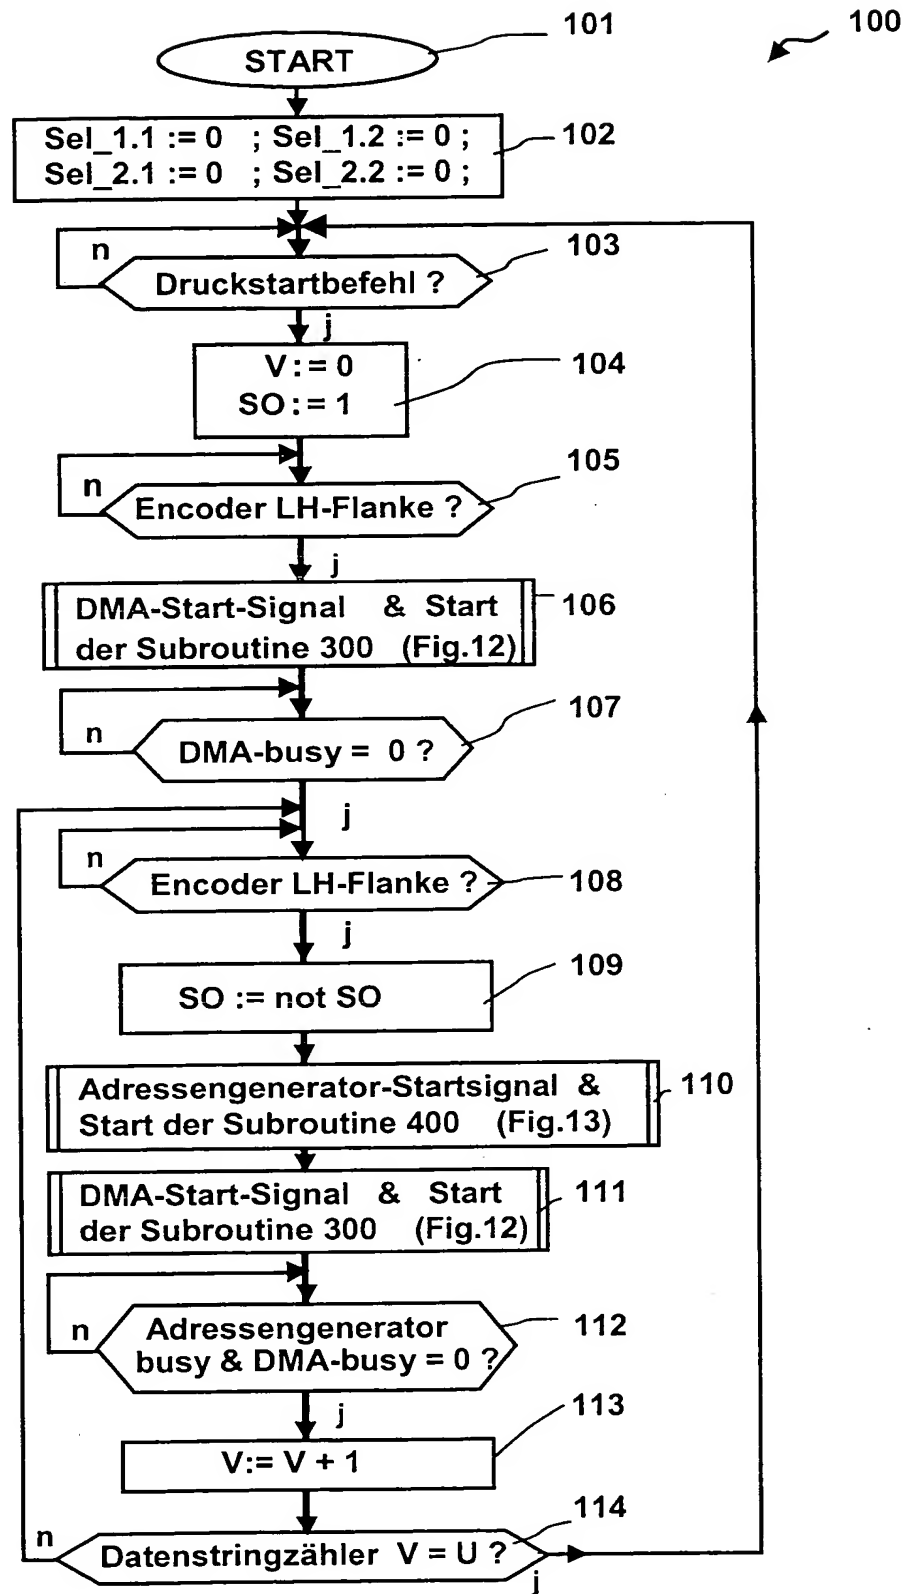 100
101
START
Sel_1.1 := 0 ; Sel_1.2 := 0 ;
Sel_2.1 := 0 ; Sel_2.2 := 0 ;
102
n
103
Druckstartbefehl ?
j
V := 0
SO := 1
104
105
n
Encoder LH-Flanke ?
j
DMA-Start-Signal & Start
der Subroutine 300 (Fig.12)
106
107
n
DMA-busy = 0 ?
j
n
Encoder LH-Flanke ?
108
j
109
SO := not SO
Adressengenerator-Startsignal &
Start der Subroutine 400 (Fig.13)
110
DMA-Start-Signal & Start
der Subroutine 300 (Fig.12)
111
n
Adressengenerator
busy & DMA-busy = 0 ?
112
j
113
V:= V + 1
114
n
Datenstringzähler V = U ?
j